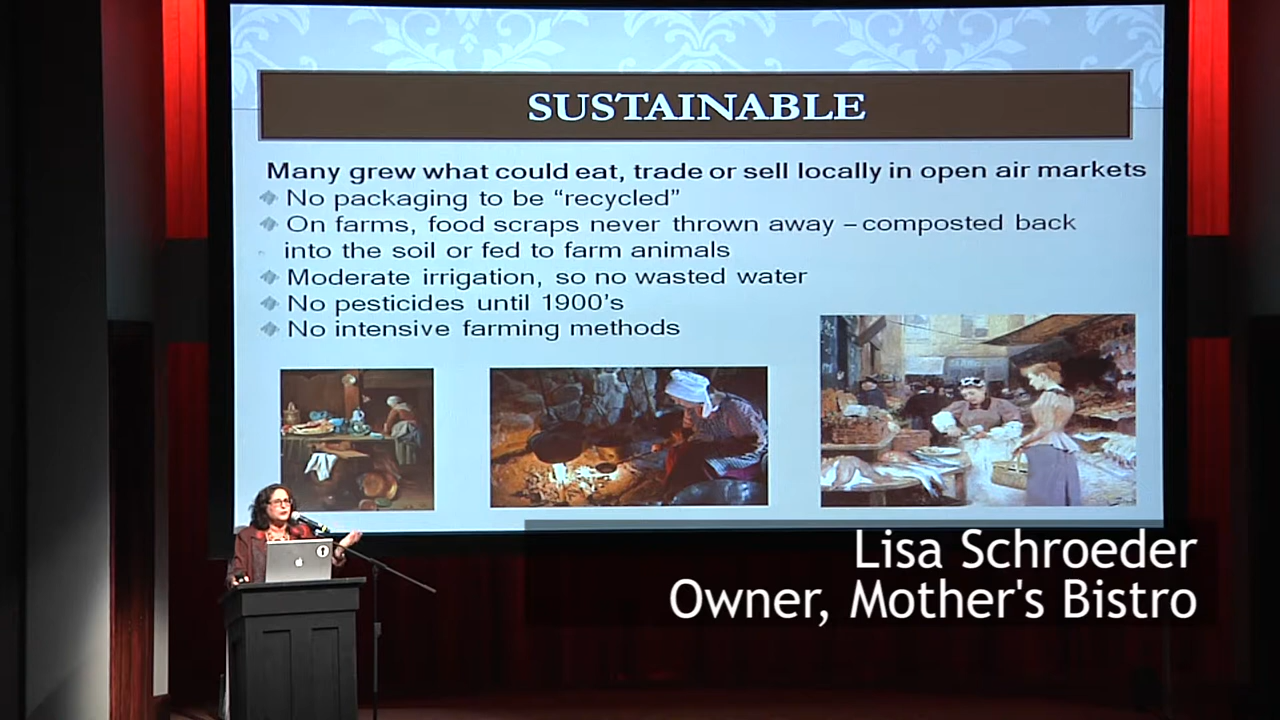 SUSTAINABLE
Many grew what could eat, trade or sell locally in open air markets
No packaging to be “recycled”
On farms, food scraps never thrown away – composted back
into the soil or fed to farm animals
Moderate irrigation, so no wasted water
No pesticides until 1900’s
No intensive farming methods
Lisa Schroeder
Owner, Mother's Bistro